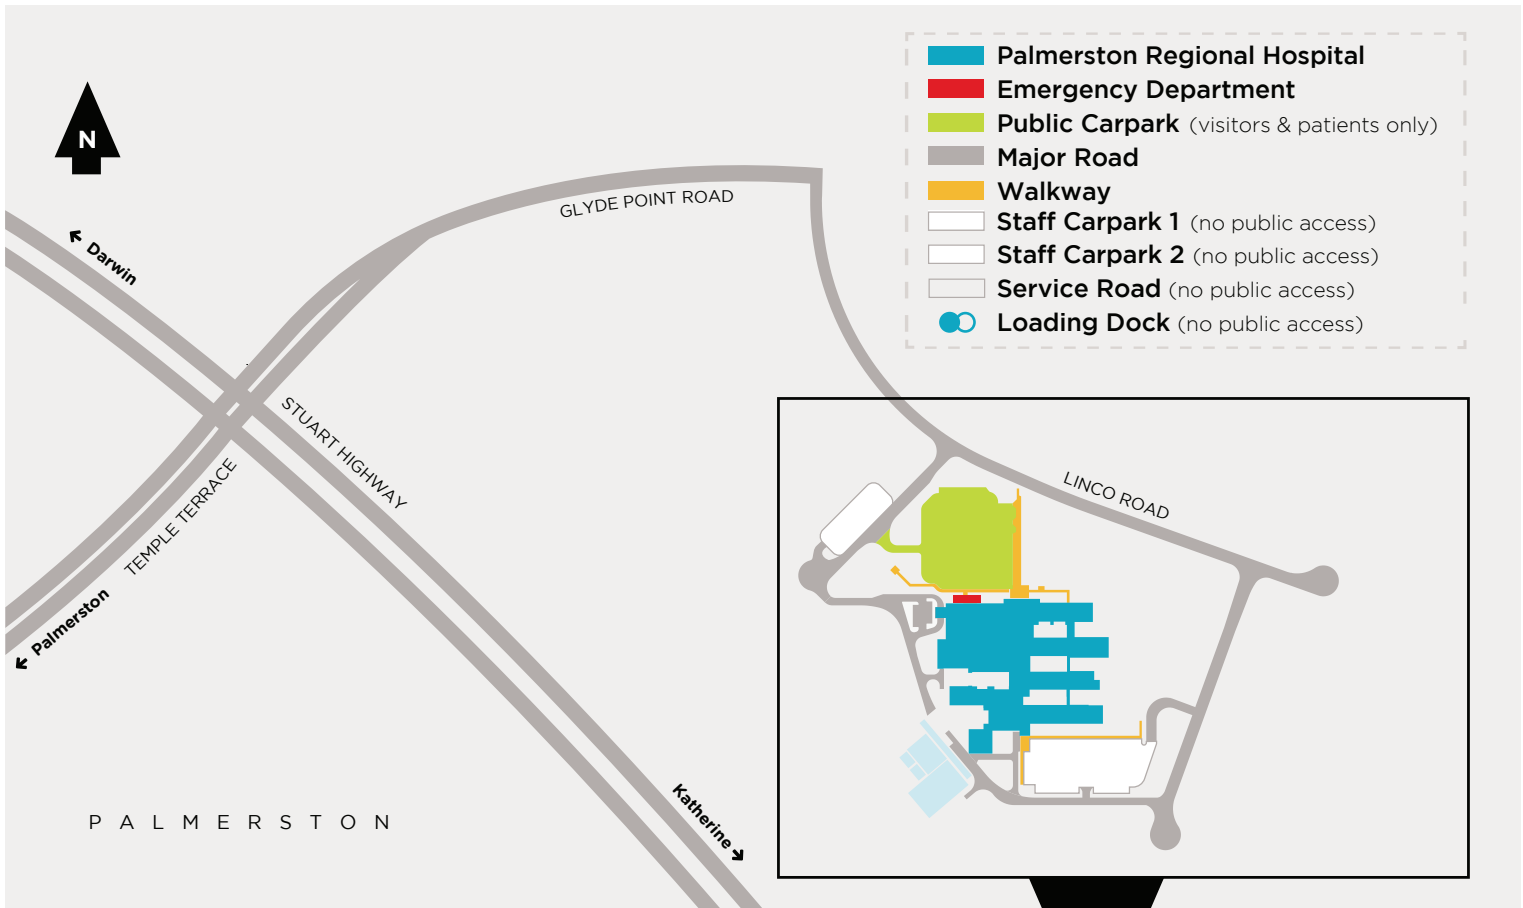 Palmerston Regional Hospital
Emergency Department
Public Carpark (visitors & patients only)
Major Road
Walkway
Staff Carpark 1 (no public access)
Staff Carpark 2 (no public access)
Service Road (no public access)
Loading Dock (no public access)
N
GLYDE POINT ROAD
Darwin
STUART HIGHWAY
TEMPLE TERRACE
LINCO ROAD
Palmerston
Katherine
PALMERSTON